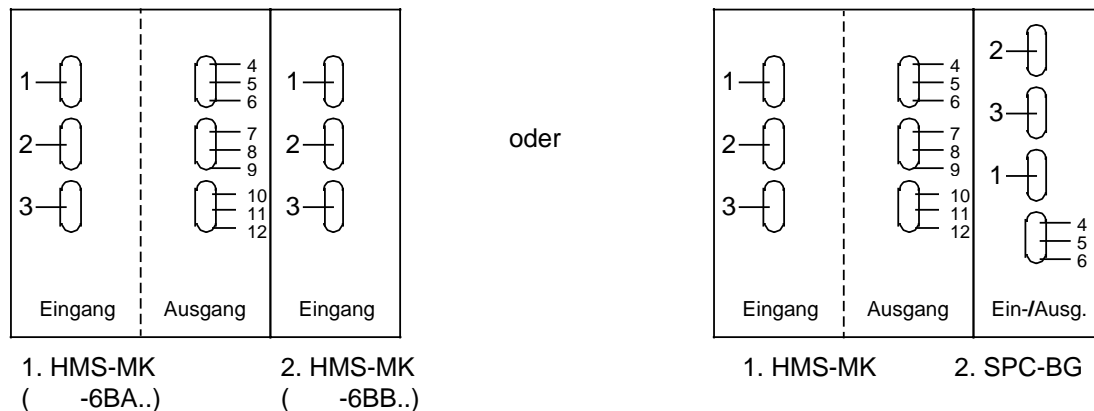 1
2
3
4
5
6
7
8
9
10
11
12
1
2
3
Eingang
Ausgang
Eingang
1. HMS-MK
( -6BA..)
2. HMS-MK
( -6BB..)
oder
1
2
3
4
5
6
7
8
9
10
11
12
2
3
1
4
5
6
Eingang
Ausgang
Ein-/Ausg.
1. HMS-MK
2. SPC-BG